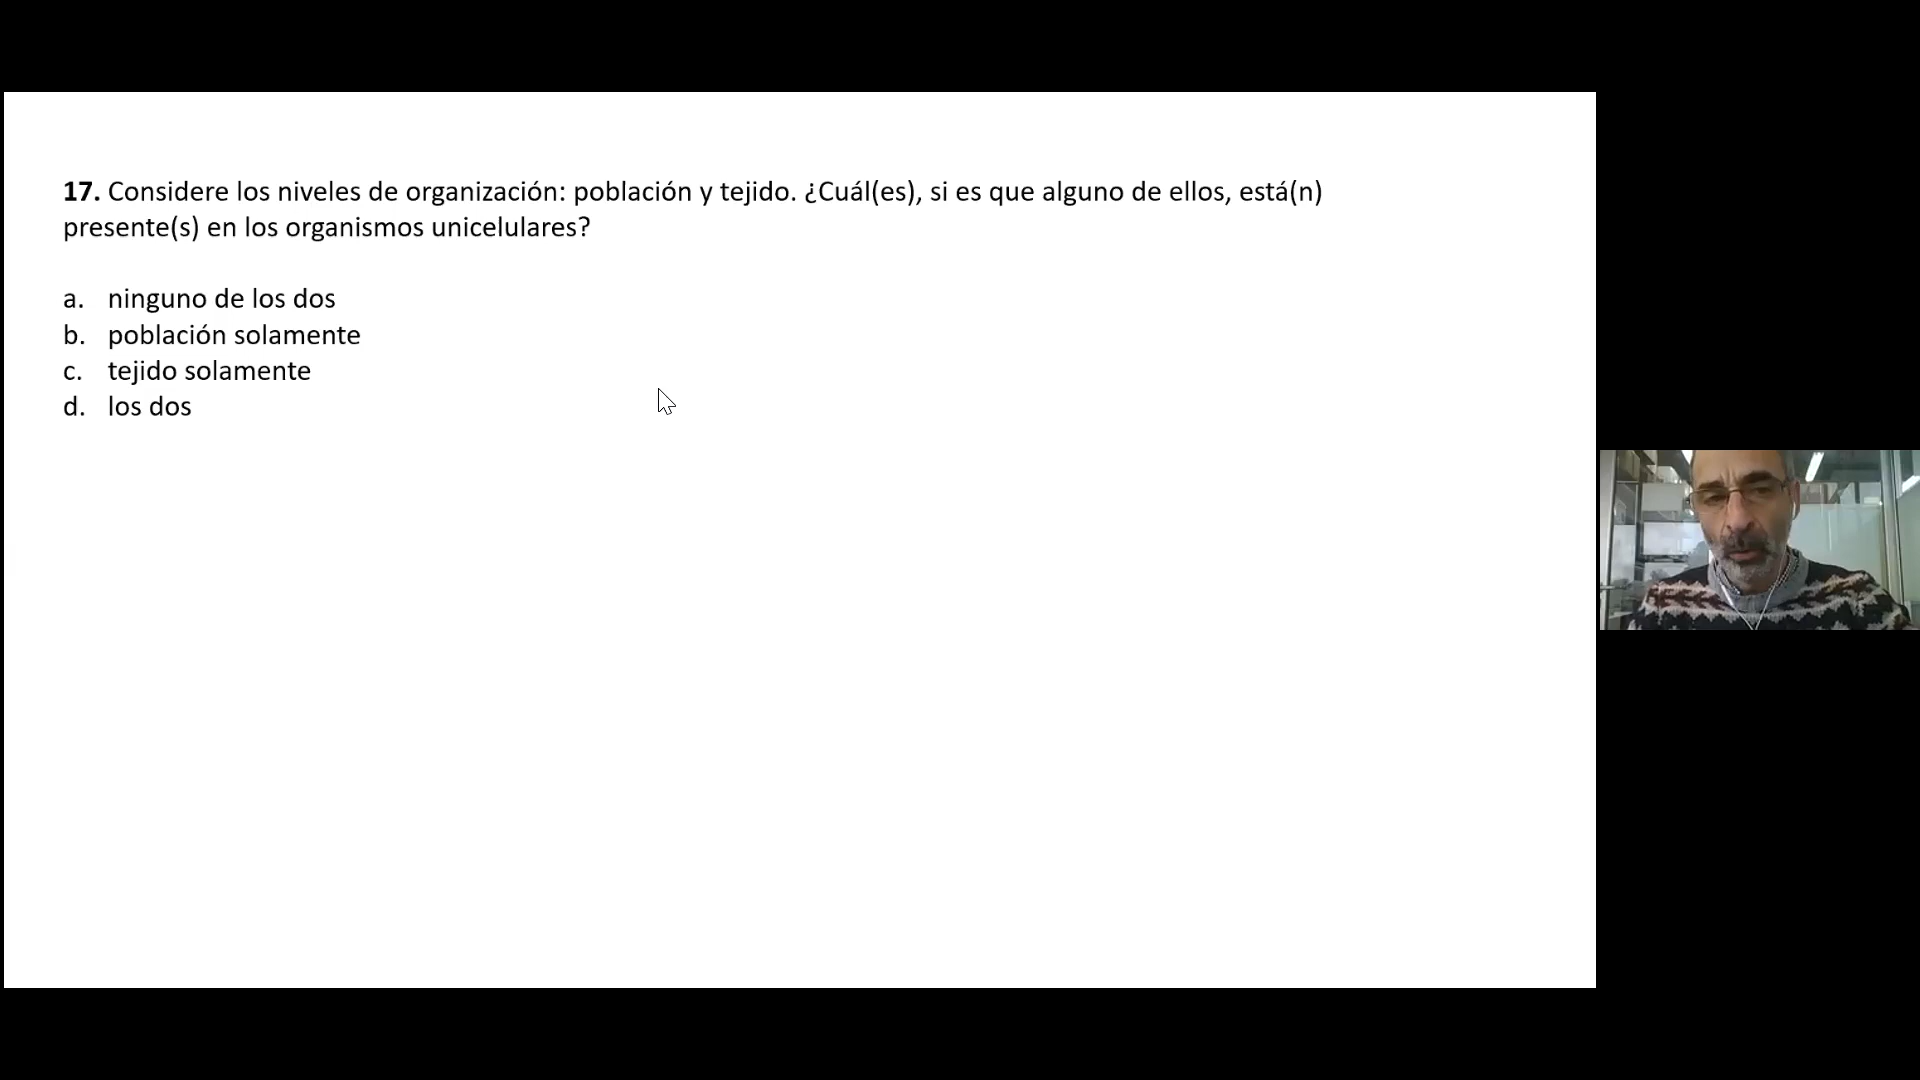 17. Considere los niveles de organización: población y tejido. ¿Cuál(es), si es que alguno de ellos, está(n)
presente(s) en los organismos unicelulares?
a. ninguno de los dos
b. población solamente
c. tejido solamente
d. los dos